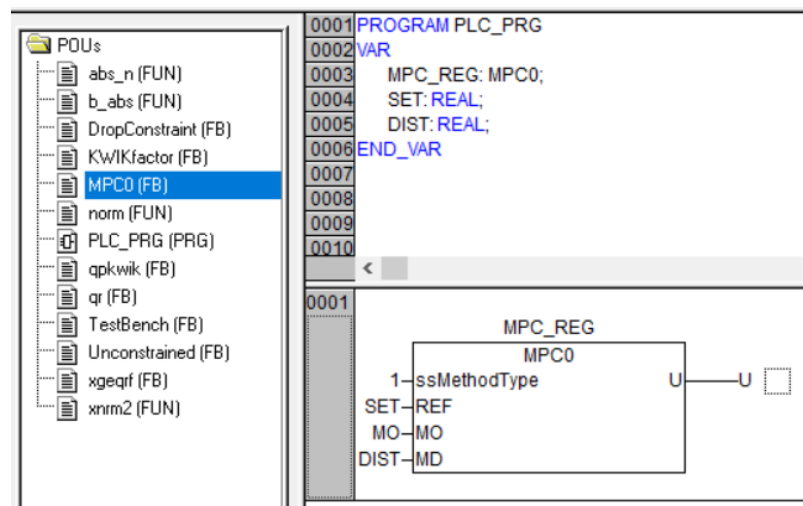 POUs
abs_n (FUN)
b_abs (FUN)
DropConstraint (FB)
KWIKfactor (FB)
MPC0 (FB)
norm (FUN)
PLC_PRG (PRG)
qpkwik (FB)
qr (FB)
TestBench (FB)
Unconstrained (FB)
xgeqrf (FB)
xnrm2 (FUN)
0001 PROGRAM PLC_PRG
0002 VAR
0003 MPC_REG: MPC0;
0004 SET: REAL;
0005 DIST: REAL;
0006 END_VAR
0007
0008
0009
0010
<
0001
MPC_REG
MPC0
1 ssMethodType U U
SET REF
MO MO
DIST MD